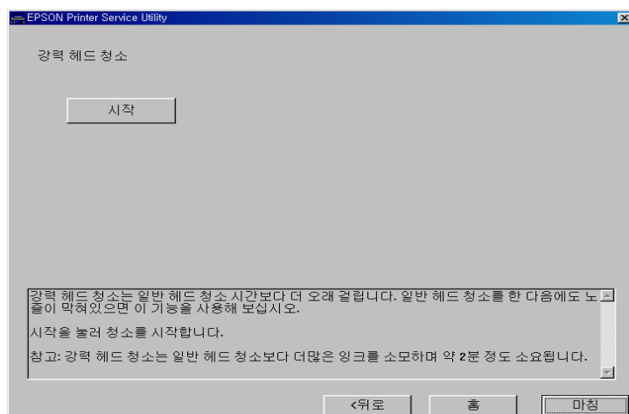 EPSON Printer Service Utility
강력 헤드 청소
시작
강력 헤드 청소는 일반 헤드 청소 시간보다 더 오래 걸립니다. 일반 헤드 청소를 한 다음에도 노
즐이 막혀있으면 이 기능을 사용해 보십시오.
시작을 눌러 청소를 시작합니다.
참고: 강력 헤드 청소는 일반 헤드 청소보다 더많은 잉크를 소모하며 약 2분 정도 소요됩니다.
<뒤로
홈
마침